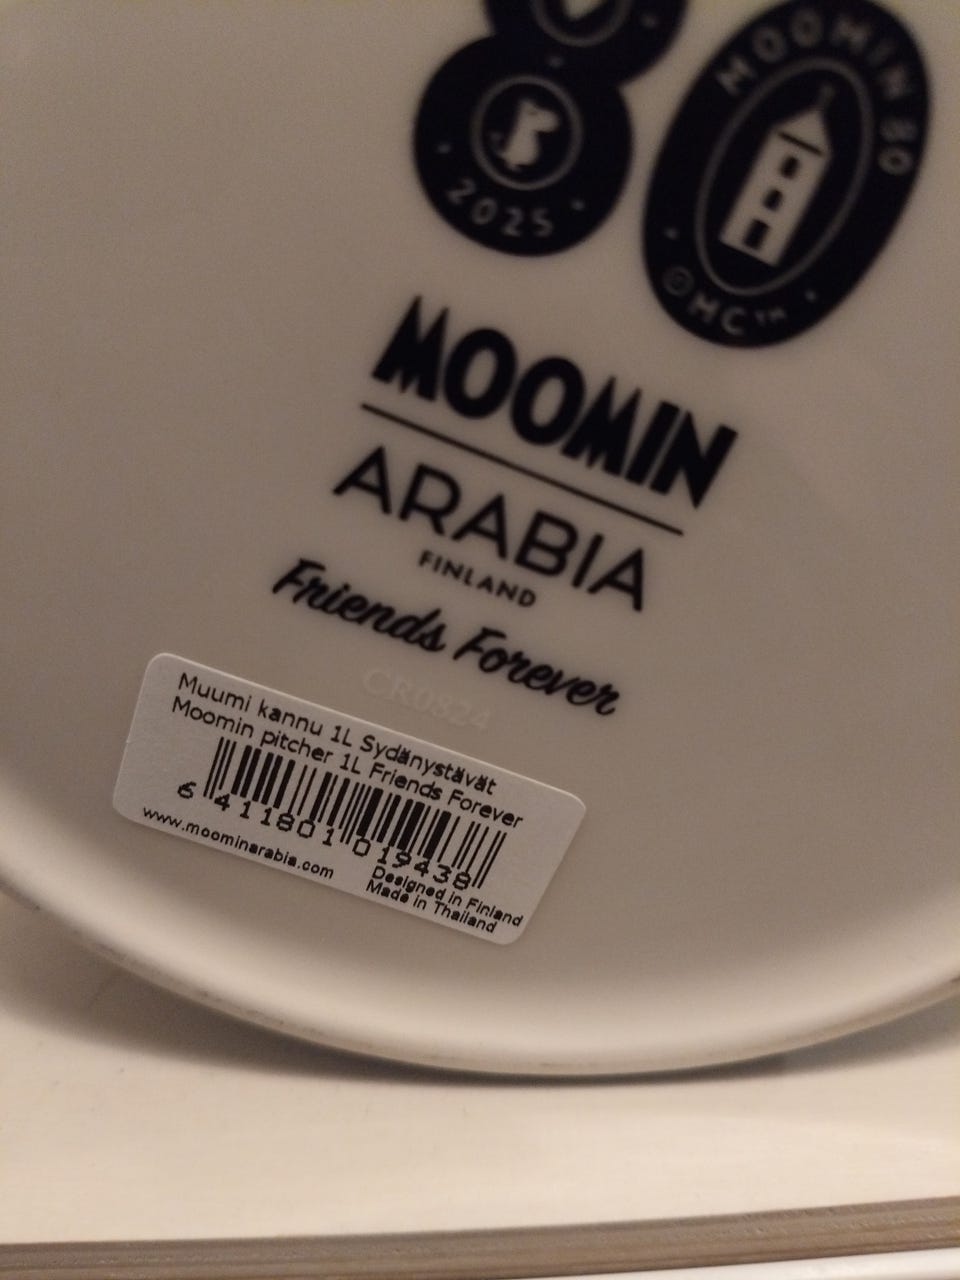 2025
MOOMIN 80
© MC™
MOOMIN
ARABIA
FINLAND
Friends Forever
CR0824
Muumi kannu 1L Sydänystävät
Moomin pitcher 1L Friends Forever
6 411801 019438
www.moominarabia.com
Designed in Finland
Made in Thailand